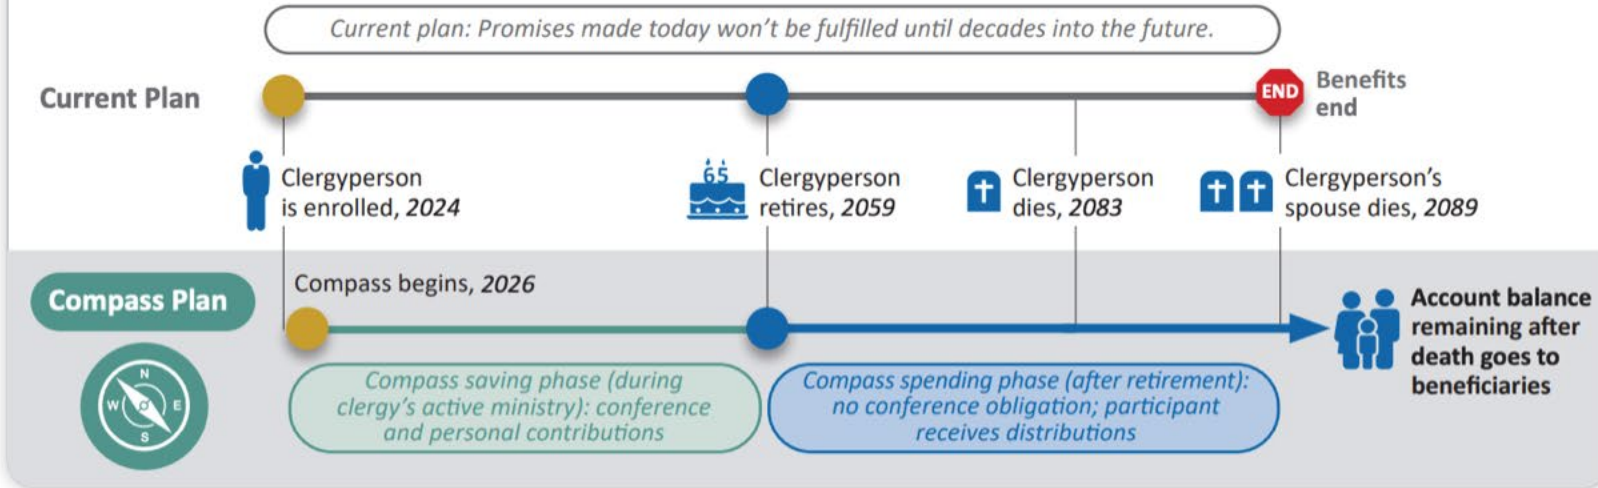 Current plan: Promises made today won’t be fulfilled until decades into the future.
Current Plan
END
Benefits
end
Clergyperson
is enrolled, 2024
65
Clergyperson
retires, 2059
Clergyperson
dies, 2083
Clergyperson’s
spouse dies, 2089
Compass Plan
Compass begins, 2026
Account balance
remaining after
death goes to
beneficiaries
N
W
E
S
Compass saving phase (during
clergy’s active ministry): conference
and personal contributions
Compass spending phase (after retirement):
no conference obligation; participant
receives distributions